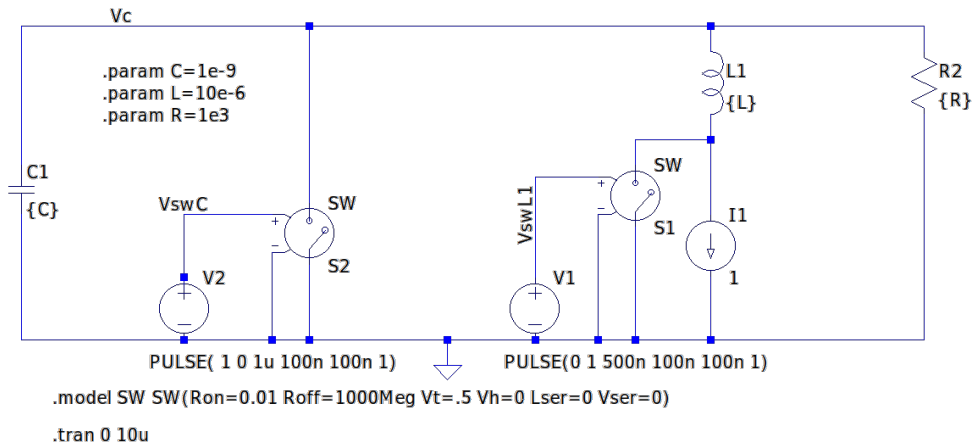 Vc
.param C=1e-9
.param L=10e-6
.param R=1e3
L1
{L}
R2
{R}
C1
{C}
VswC
+
−
SW
S2
V2
+
−
VswL1
+
−
SW
S1
V1
+
−
I1
1
PULSE( 1 0 1u 100n 100n 1)
PULSE(0 1 500n 100n 100n 1)
.model SW SW(Ron=0.01 Roff=1000Meg Vt=.5 Vh=0 Lser=0 Vser=0)
.tran 0 10u